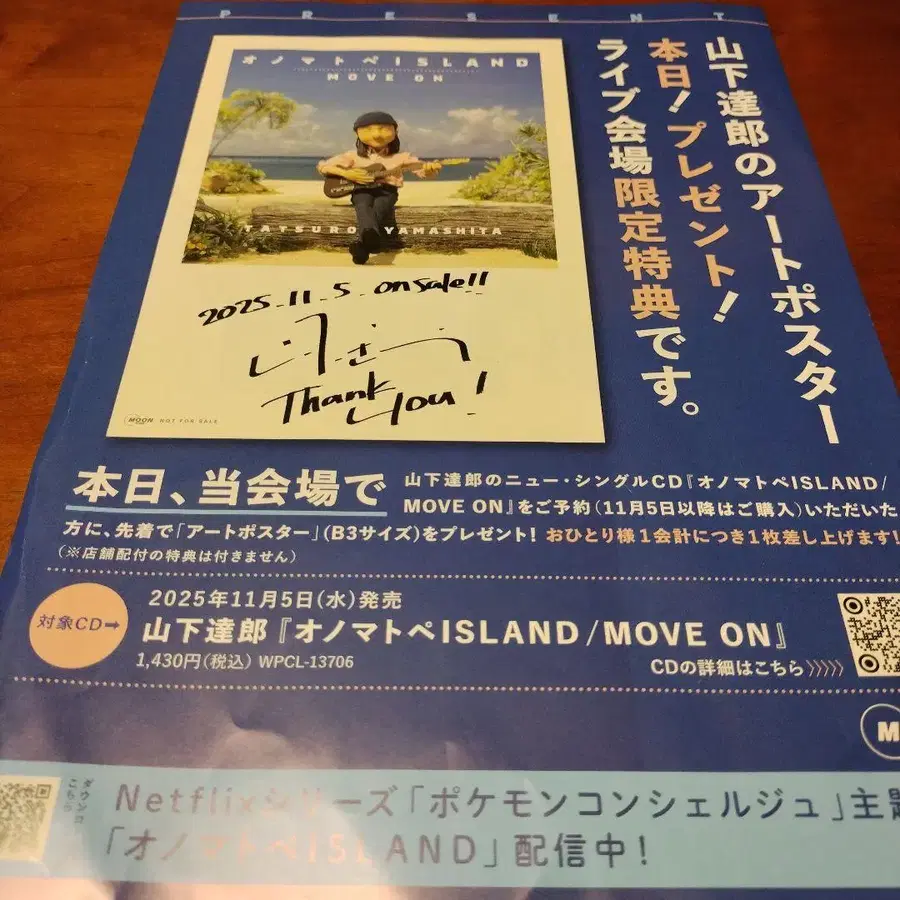 PRESENT
山下達郎のアートポスター
本日!プレゼント!
ライブ会場限定特典です。
オノマトペISLAND
MOVE ON
TATSURO YAMASHITA
2025.11.5.on sale!!
Thank
you!
MOON NOT FOR SALE
本日、当会場で
山下達郎のニュー・シングルCD『オノマトペISLAND/
MOVE ON』をご予約(11月5日以降はご購入)いただいた
方に、先着で「アートポスター」(B3サイズ)をプレゼント! おひとり様1会計につき1枚差し上げます!
(※店舗配付の特典は付きません)
対象CD→
2025年11月5日(水)発売
山下達郎『オノマトペISLAND/MOVE ON』
1,430円(税込) WPCL-13706
CDの詳細はこちら
M
こちら
Netflixシリーズ「ポケモンコンシェルジュ」主題
「オノマトペISLAND」配信中!